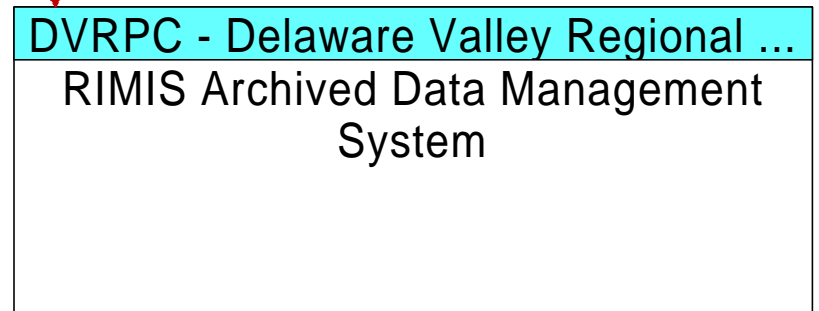 DVRPC - Delaware Valley Regional ...
RIMIS Archived Data Management
System